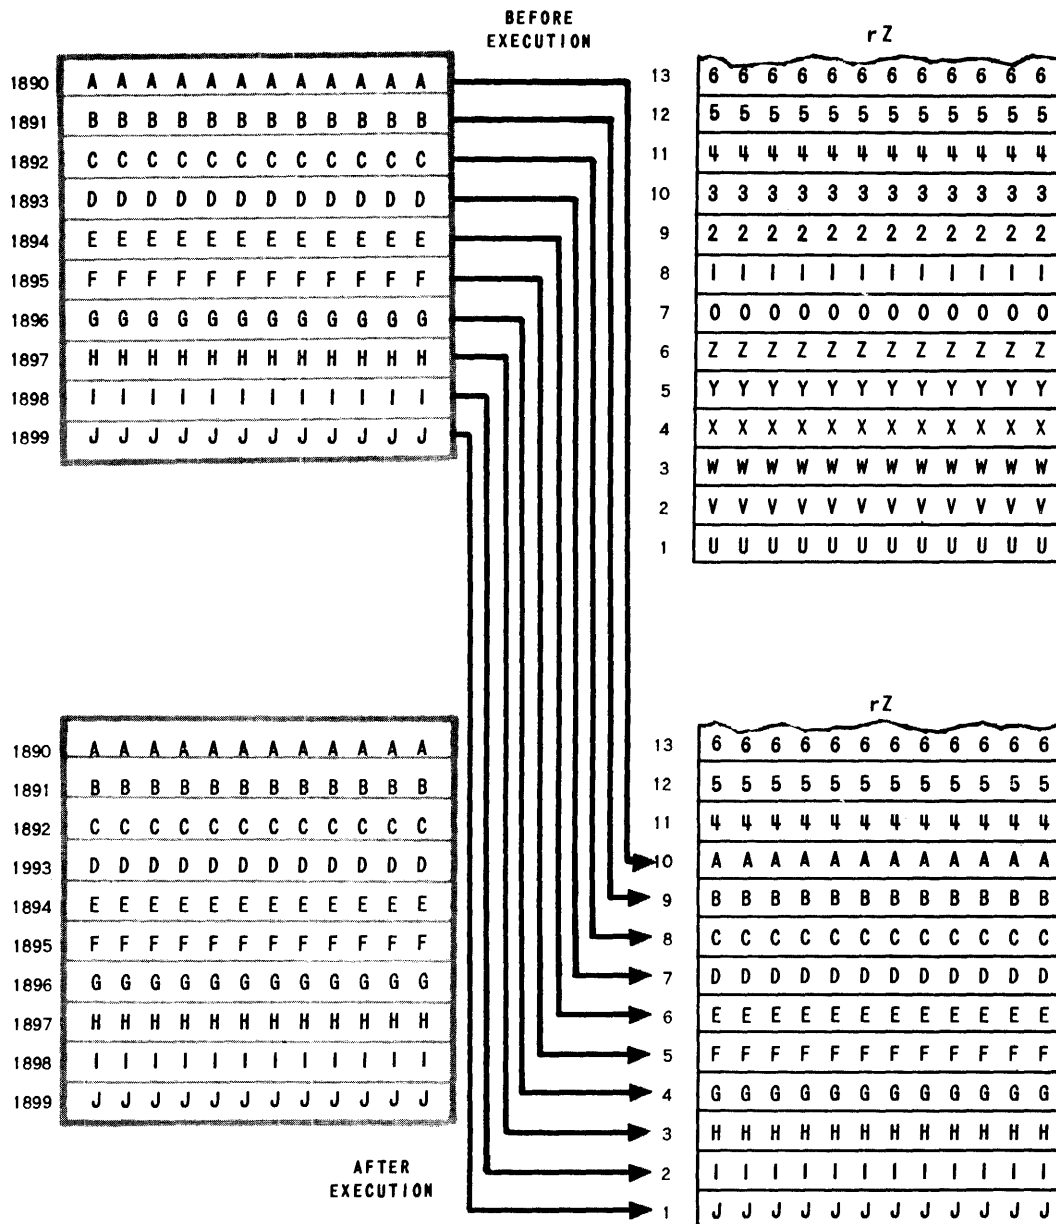 BEFORE
EXECUTION
1890 A A A A A A A A A A A A
1891 B B B B B B B B B B B B
1892 C C C C C C C C C C C C
1893 D D D D D D D D D D D D
1894 E E E E E E E E E E E E
1895 F F F F F F F F F F F F
1896 G G G G G G G G G G G G
1897 H H H H H H H H H H H H
1898 I I I I I I I I I I I I
1899 J J J J J J J J J J J J
rZ
13 6 6 6 6 6 6 6 6 6 6 6 6
12 5 5 5 5 5 5 5 5 5 5 5 5
11 4 4 4 4 4 4 4 4 4 4 4 4
10 3 3 3 3 3 3 3 3 3 3 3 3
9 2 2 2 2 2 2 2 2 2 2 2 2
8 1 1 1 1 1 1 1 1 1 1 1 1
7 0 0 0 0 0 0 0 0 0 0 0 0
6 Z Z Z Z Z Z Z Z Z Z Z Z
5 Y Y Y Y Y Y Y Y Y Y Y Y
4 X X X X X X X X X X X X
3 W W W W W W W W W W W W
2 V V V V V V V V V V V V
1 U U U U U U U U U U U U
1890 A A A A A A A A A A A A
1891 B B B B B B B B B B B B
1892 C C C C C C C C C C C C
1993 D D D D D D D D D D D D
1894 E E E E E E E E E E E E
1895 F F F F F F F F F F F F
1896 G G G G G G G G G G G G
1897 H H H H H H H H H H H H
1898 I I I I I I I I I I I I
1899 J J J J J J J J J J J J
AFTER
EXECUTION
rZ
13 6 6 6 6 6 6 6 6 6 6 6 6
12 5 5 5 5 5 5 5 5 5 5 5 5
11 4 4 4 4 4 4 4 4 4 4 4 4
10 A A A A A A A A A A A A
9 B B B B B B B B B B B B
8 C C C C C C C C C C C C
7 D D D D D D D D D D D D
6 E E E E E E E E E E E E
5 F F F F F F F F F F F F
4 G G G G G G G G G G G G
3 H H H H H H H H H H H H
2 I I I I I I I I I I I I
1 J J J J J J J J J J J J